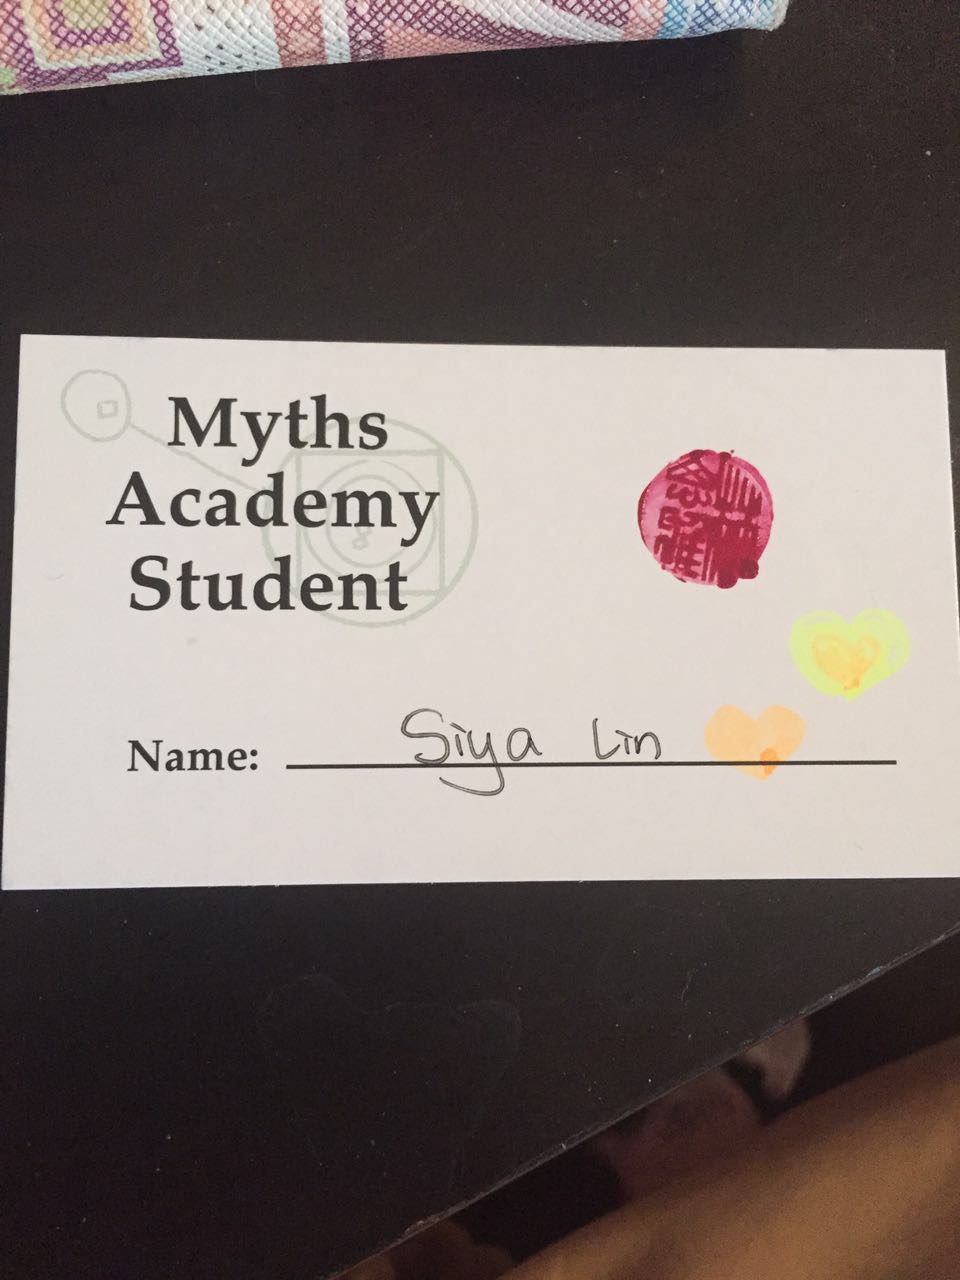 Myths
Academy
Student
Name: Siya Lin